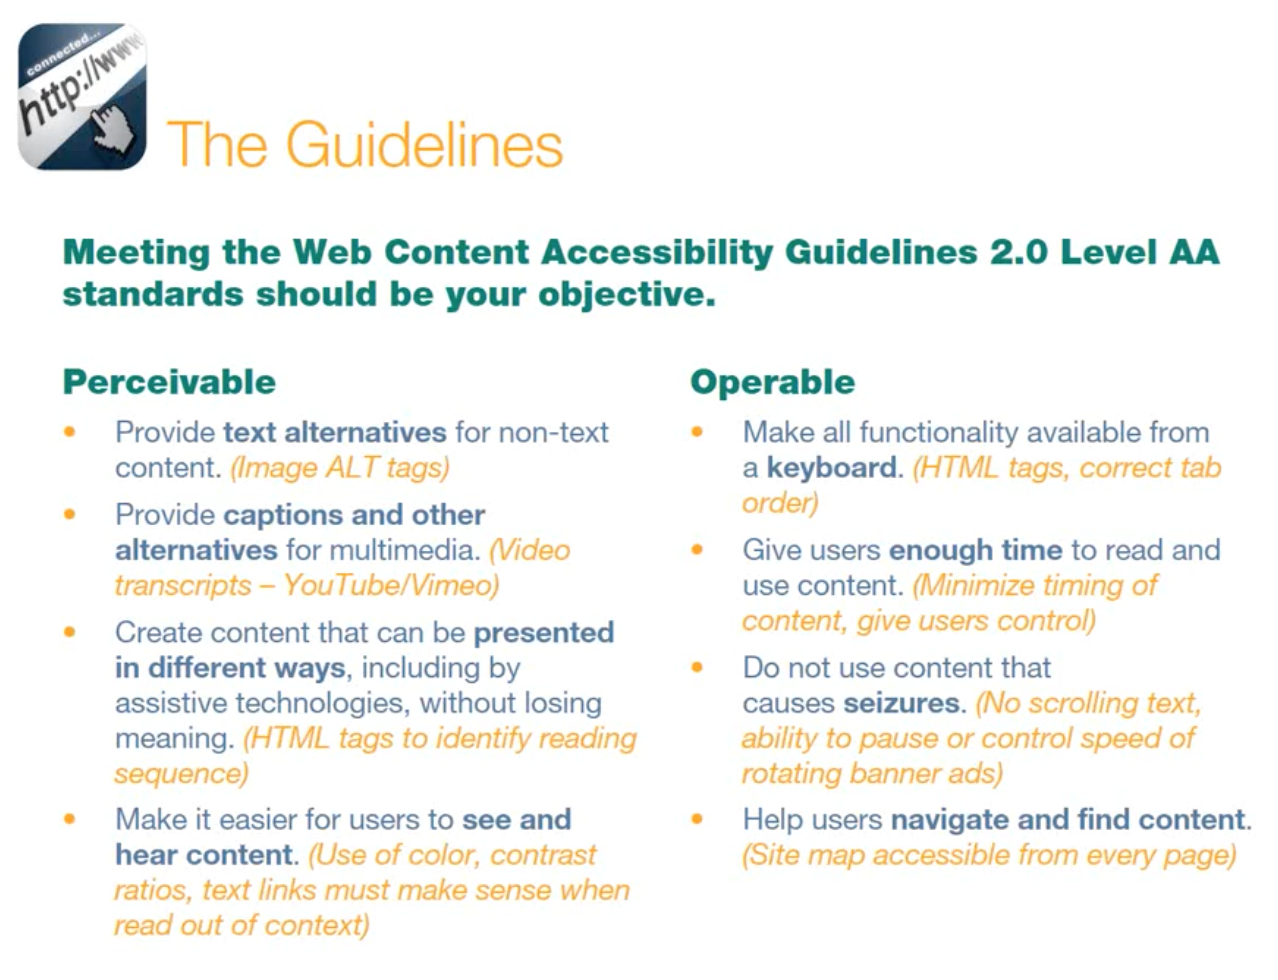 connected...
http://www
The Guidelines
Meeting the Web Content Accessibility Guidelines 2.0 Level AA
standards should be your objective.
Perceivable
• Provide text alternatives for non-text
content. (Image ALT tags)
• Provide captions and other
alternatives for multimedia. (Video
transcripts – YouTube/Vimeo)
• Create content that can be presented
in different ways, including by
assistive technologies, without losing
meaning. (HTML tags to identify reading
sequence)
• Make it easier for users to see and
hear content. (Use of color, contrast
ratios, text links must make sense when
read out of context)
Operable
• Make all functionality available from
a keyboard. (HTML tags, correct tab
order)
• Give users enough time to read and
use content. (Minimize timing of
content, give users control)
• Do not use content that
causes seizures. (No scrolling text,
ability to pause or control speed of
rotating banner ads)
• Help users navigate and find content.
(Site map accessible from every page)